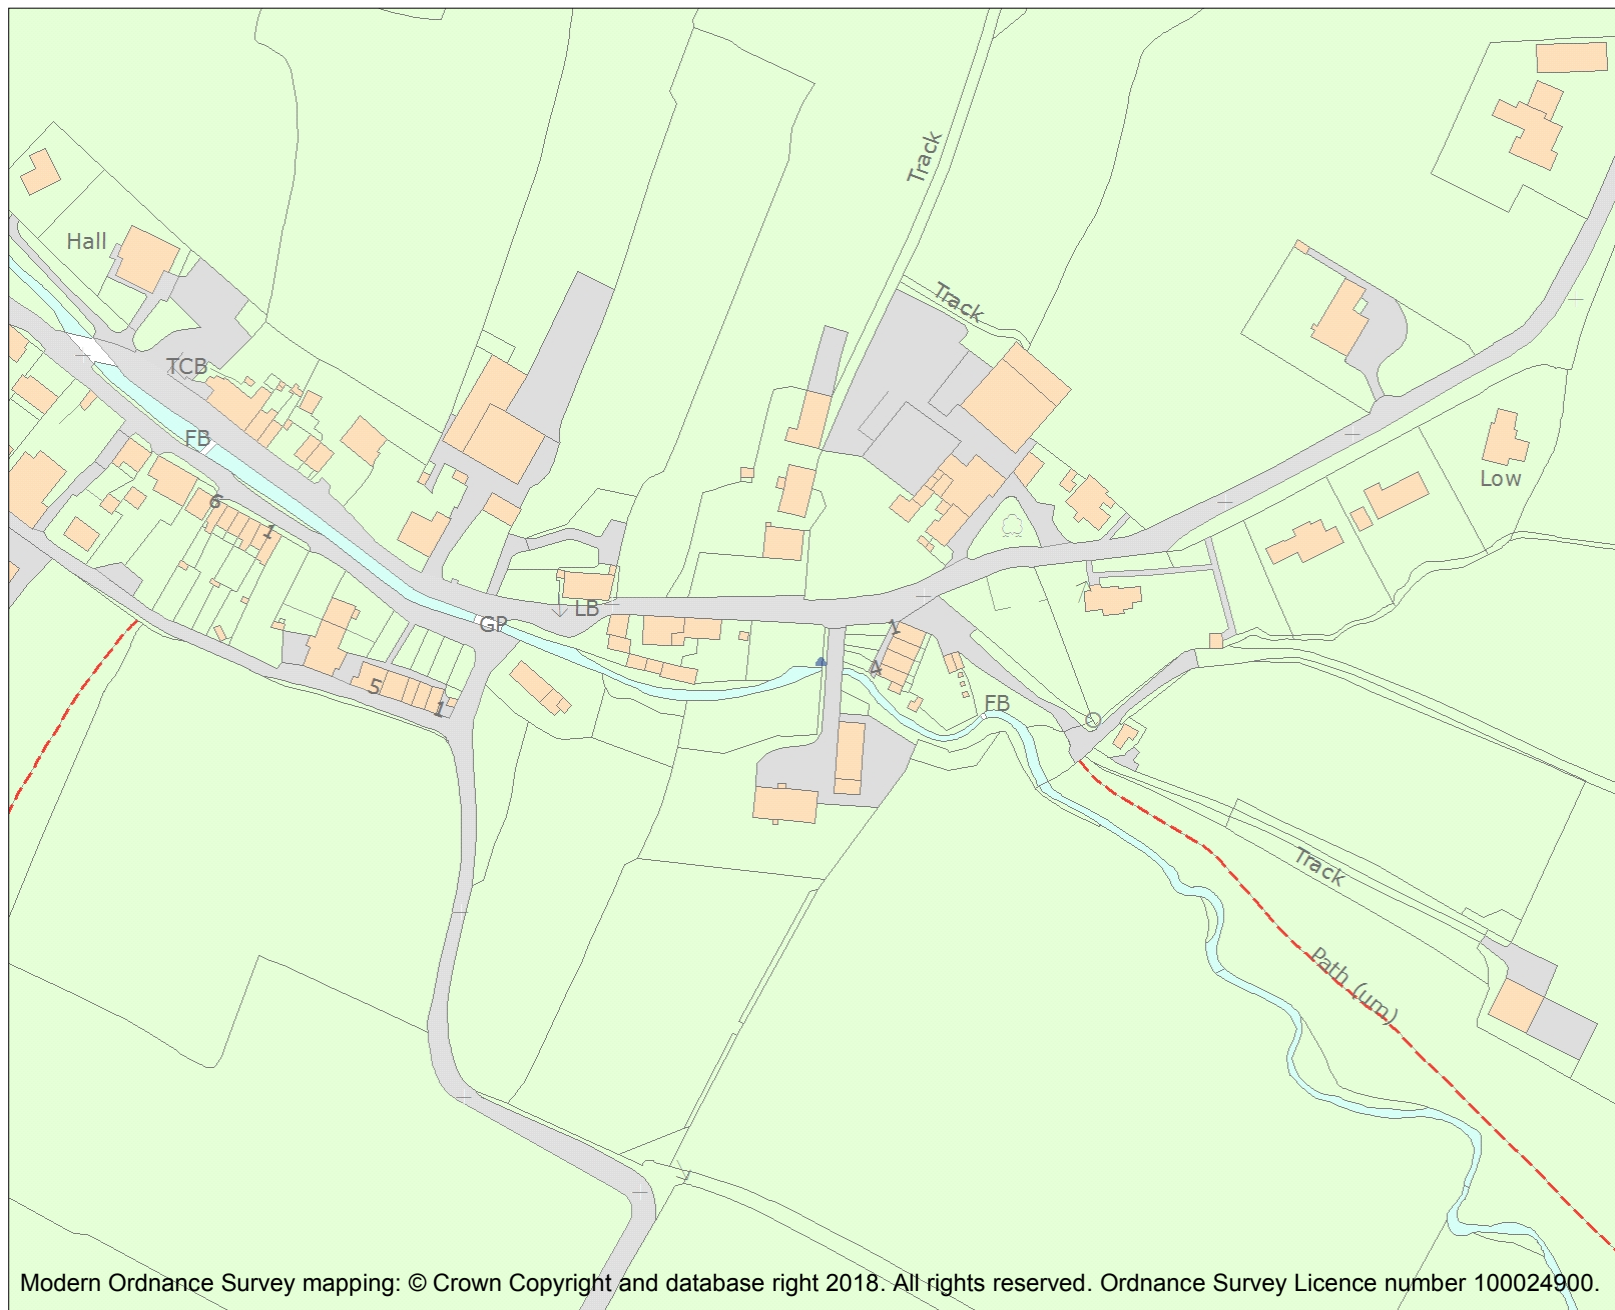 Track
Hall
Track
TCB
FB
Low
6
1
LB
GP
1
4
5
1
FB
Track
Path (um)
Modern Ordnance Survey mapping: © Crown Copyright and database right 2018. All rights reserved. Ordnance Survey Licence number 100024900.